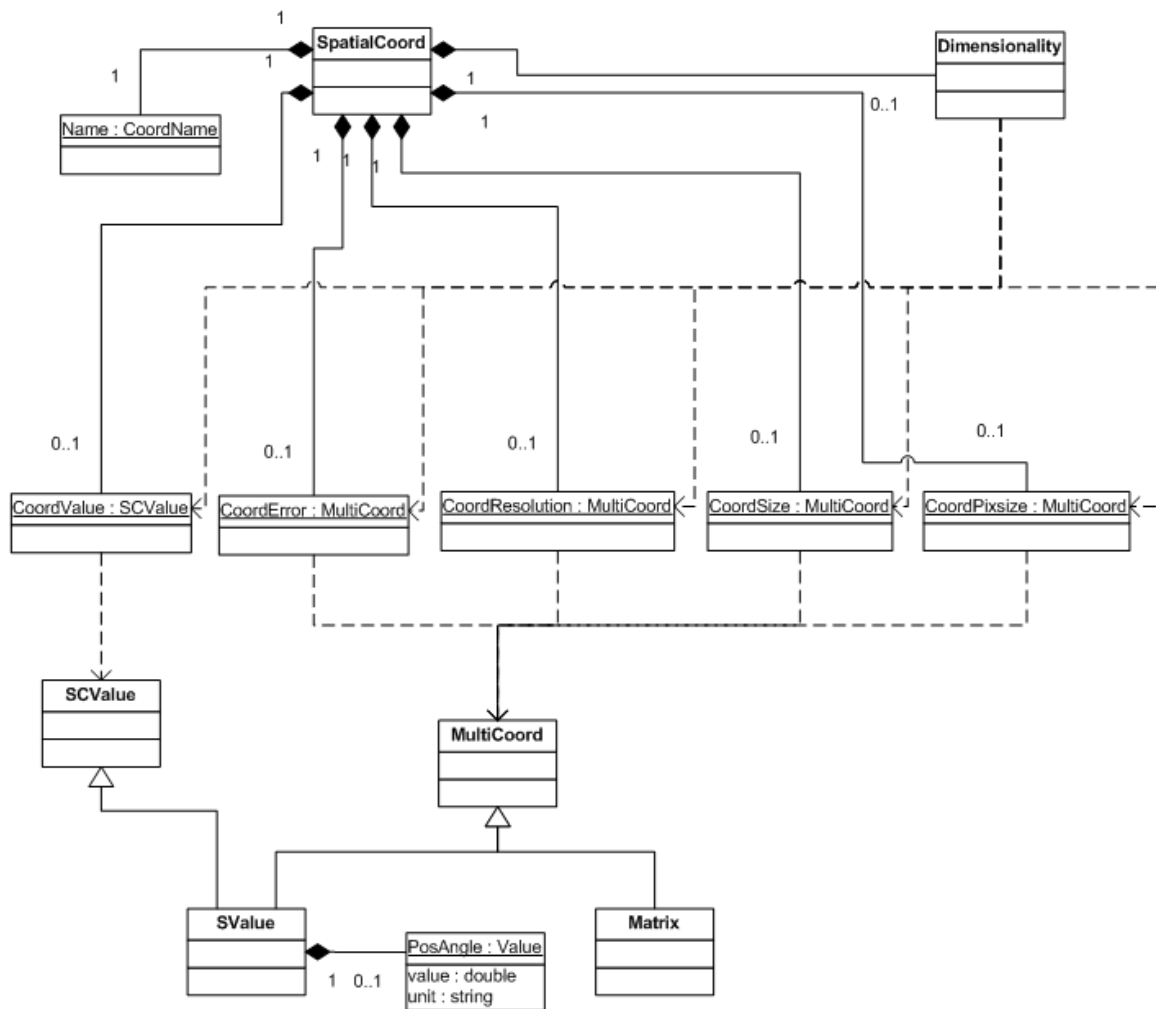 1
SpatialCoord
Dimensionality
1
1
1
1
0..1
Name : CoordName
1
1
1
1
0..1
0..1
0..1
0..1
0..1
CoordValue : SCValue
CoordError : MultiCoord
CoordResolution : MultiCoord
CoordSize : MultiCoord
CoordPixsize : MultiCoord
SCValue
MultiCoord
SValue
Matrix
PosAngle : Value
value : double
unit : string
1
0..1